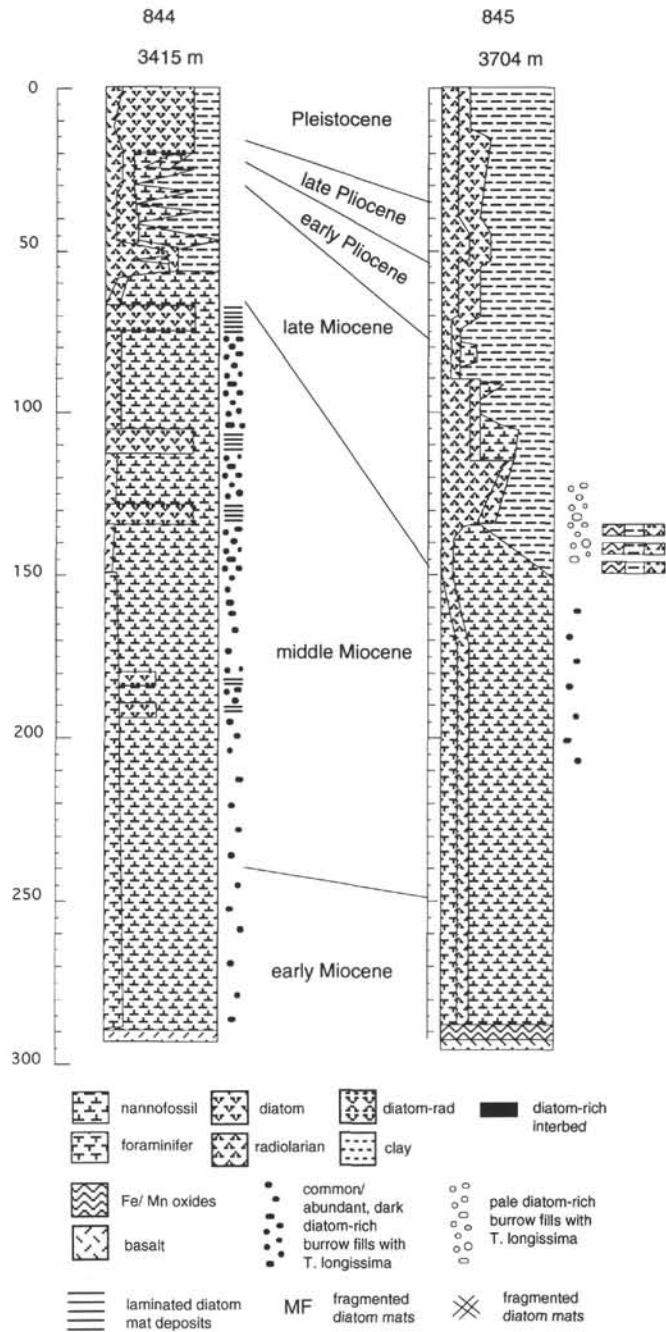 844 845
3415 m 3704 m
0
50
100
150
200
250
300
Pleistocene
late Pliocene
early Pliocene
late Miocene
middle Miocene
early Miocene
nannofossil diatom diatom-rad diatom-rich
interbed
foraminifer radiolarian clay
Fe/ Mn oxides
basalt
common/
abundant, dark
diatom-rich
burrow fills with
T. longissima
pale diatom-rich
burrow fills with
T. longissima
laminated diatom
mat deposits
MF fragmented
diatom mats
fragmented
diatom mats